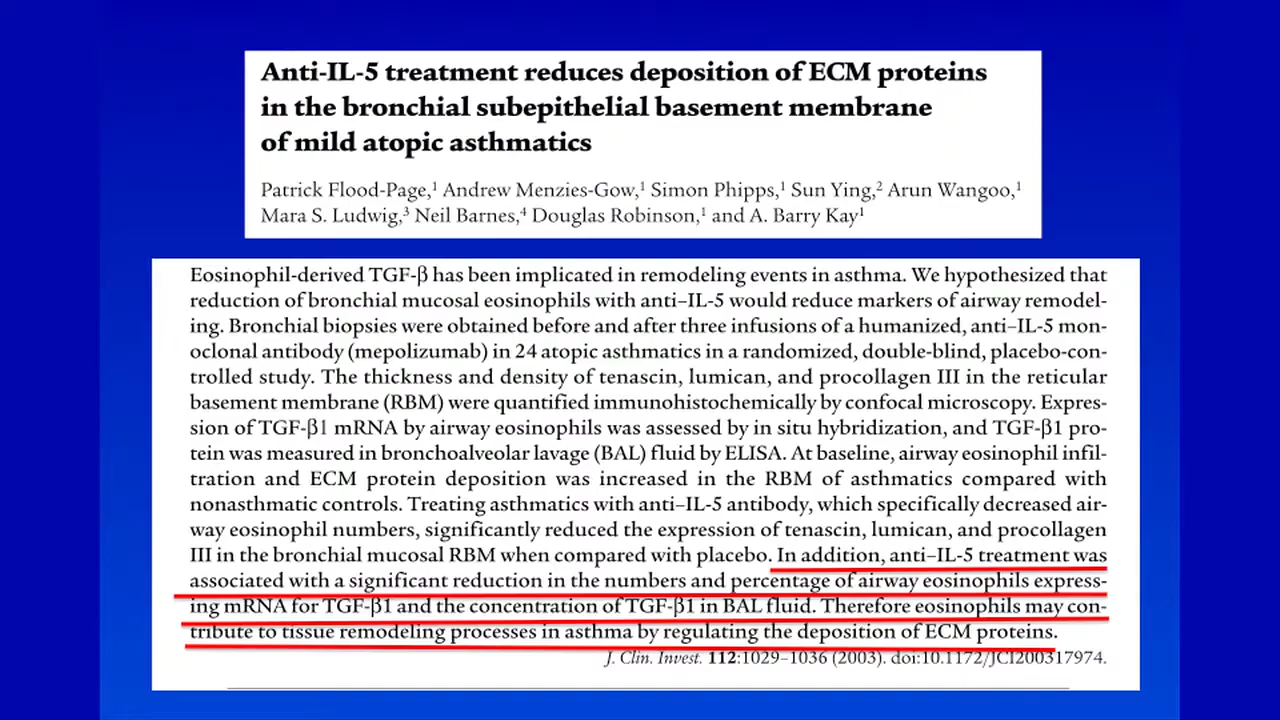 Anti-IL-5 treatment reduces deposition of ECM proteins
in the bronchial subepithelial basement membrane
of mild atopic asthmatics
Patrick Flood-Page,¹ Andrew Menzies-Gow,¹ Simon Phipps,¹ Sun Ying,² Arun Wangoo,¹
Mara S. Ludwig,³ Neil Barnes,⁴ Douglas Robinson,¹ and A. Barry Kay¹
Eosinophil-derived TGF-β has been implicated in remodeling events in asthma. We hypothesized that
reduction of bronchial mucosal eosinophils with anti–IL-5 would reduce markers of airway remodel-
ing. Bronchial biopsies were obtained before and after three infusions of a humanized, anti–IL-5 mon-
oclonal antibody (mepolizumab) in 24 atopic asthmatics in a randomized, double-blind, placebo-con-
trolled study. The thickness and density of tenascin, lumican, and procollagen III in the reticular
basement membrane (RBM) were quantified immunohistochemically by confocal microscopy. Expres-
sion of TGF-β1 mRNA by airway eosinophils was assessed by in situ hybridization, and TGF-β1 pro-
tein was measured in bronchoalveolar lavage (BAL) fluid by ELISA. At baseline, airway eosinophil infil-
tration and ECM protein deposition was increased in the RBM of asthmatics compared with
nonasthmatic controls. Treating asthmatics with anti–IL-5 antibody, which specifically decreased air-
way eosinophil numbers, significantly reduced the expression of tenascin, lumican, and procollagen
III in the bronchial mucosal RBM when compared with placebo. In addition, anti–IL-5 treatment was
associated with a significant reduction in the numbers and percentage of airway eosinophils express-
ing mRNA for TGF-β1 and the concentration of TGF-β1 in BAL fluid. Therefore eosinophils may con-
tribute to tissue remodeling processes in asthma by regulating the deposition of ECM proteins.
J. Clin. Invest. 112:1029–1036 (2003). doi:10.1172/JCI200317974.